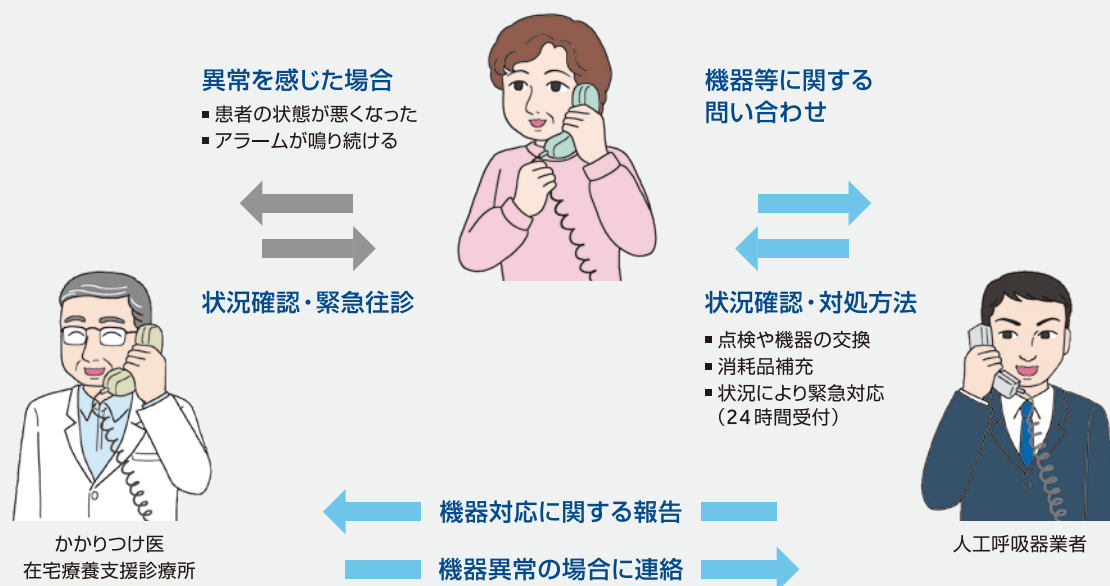 異常を感じた場合
▪ 患者の状態が悪くなった
▪ アラームが鳴り続ける
機器等に関する
問い合わせ
状況確認・緊急往診
状況確認・対処方法
▪ 点検や機器の交換
▪ 消耗品補充
▪ 状況により緊急対応
（24時間受付）
機器対応に関する報告
機器異常の場合に連絡
かかりつけ医
在宅療養支援診療所
人工呼吸器業者